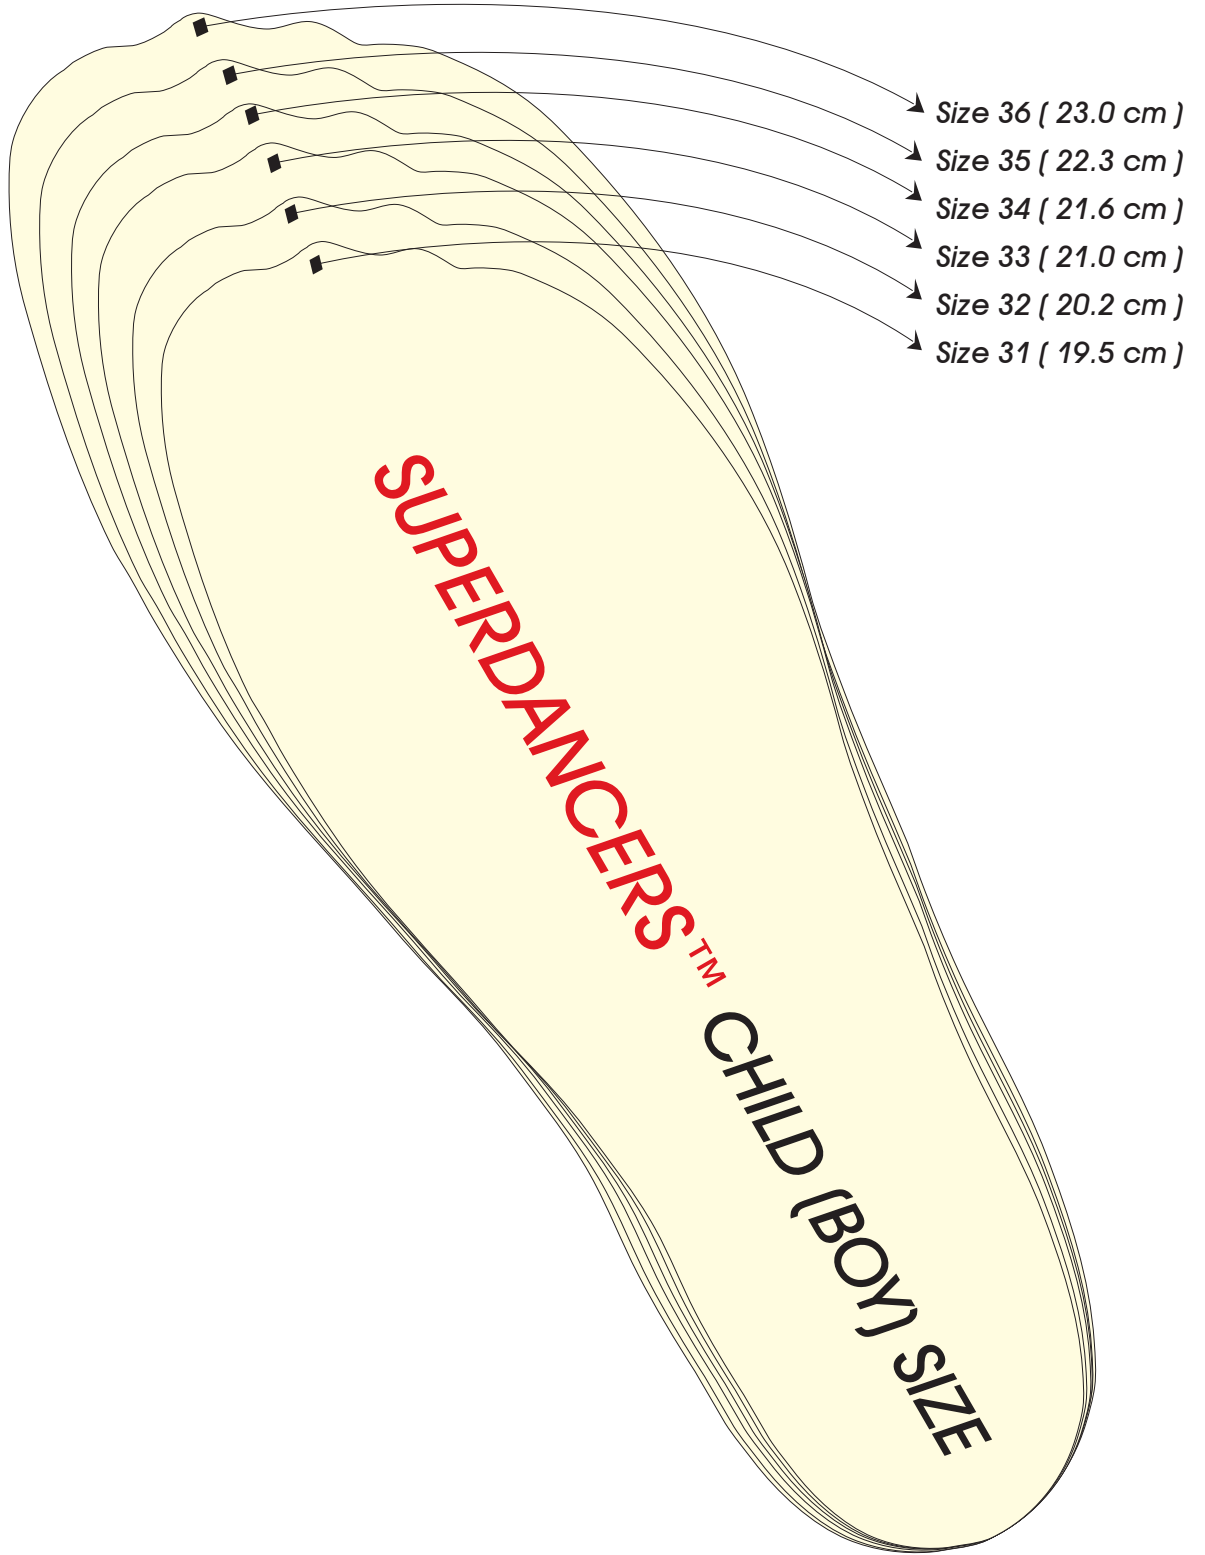 Size 36 ( 23.0 cm )
Size 35 ( 22.3 cm )
Size 34 ( 21.6 cm )
Size 33 ( 21.0 cm )
Size 32 ( 20.2 cm )
Size 31 ( 19.5 cm )
SUPERDANCERS™ CHILD (BOY) SIZE